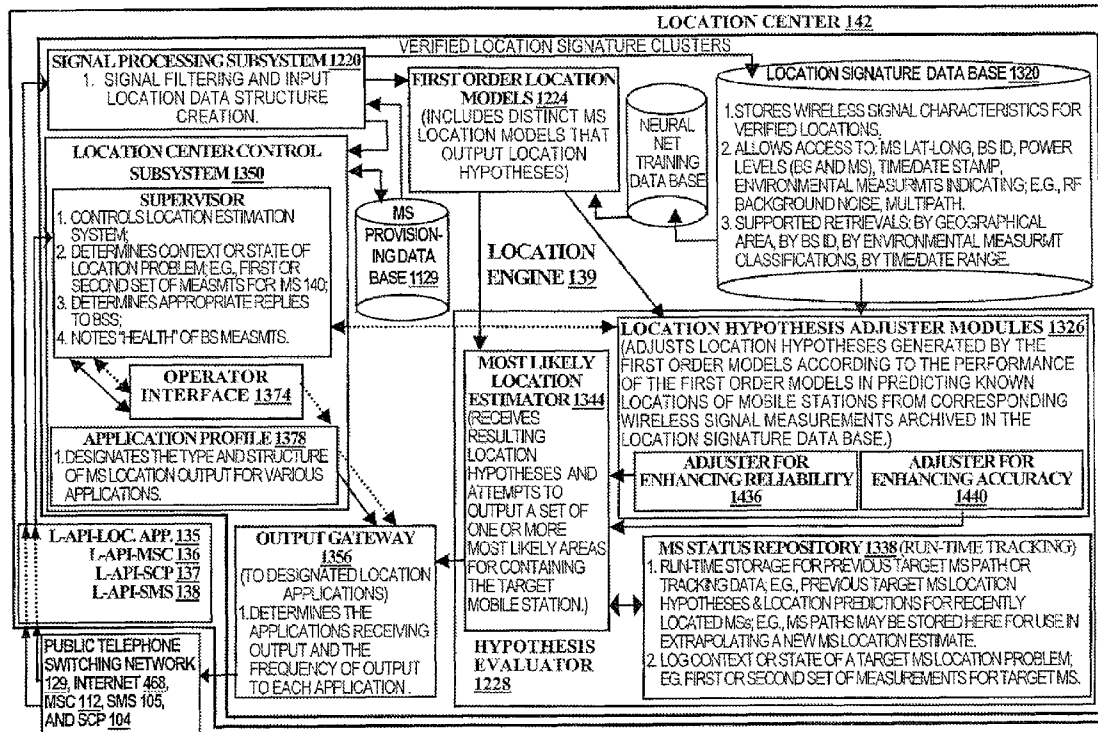 LOCATION CENTER 142
VERIFIED LOCATION SIGNATURE CLUSTERS
SIGNAL PROCESSING SUBSYSTEM 1220
1. SIGNAL FILTERING AND INPUT
LOCATION DATA STRUCTURE
CREATION.
FIRST ORDER LOCATION
MODELS 1224
(INCLUDES DISTINCT MS
LOCATION MODELS THAT
OUTPUT LOCATION
HYPOTHESES)
NEURAL
NET
TRAINING
DATA BASE
LOCATION SIGNATURE DATA BASE 1320
1. STORES WIRELESS SIGNAL CHARACTERISTICS FOR
VERIFIED LOCATIONS.
2. ALLOWS ACCESS TO: MS LAT-LONG, BS ID, POWER
LEVELS (BS AND MS), TIME/DATE STAMP,
ENVIRONMENTAL MEASURMTS INDICATING; E.G., RF
BACKGROUND NOISE, MULTIPATH.
3. SUPPORTED RETRIEVALS: BY GEOGRAPHICAL
AREA, BY BS ID, BY ENVIRONMENTAL MEASURMT
CLASSIFICATIONS, BY TIME/DATE RANGE.
LOCATION CENTER CONTROL
SUBSYSTEM 1350
SUPERVISOR
1. CONTROLS LOCATION ESTIMATION
SYSTEM;
2. DETERMINES CONTEXT OR STATE OF
LOCATION PROBLEM; E.G., FIRST OR
SECOND SET OF MEASMTS FOR MS 140;
3. DETERMINES APPROPRIATE REPLIES
TO BSS;
4. NOTES "HEALTH" OF BS MEASMTS.
MS
PROVISION-
ING DATA
BASE 1129
LOCATION
ENGINE 139
OPERATOR
INTERFACE 1374
APPLICATION PROFILE 1378
1.DESIGNATES THE TYPE AND STRUCTURE
OF MS LOCATION OUTPUT FOR VARIOUS
APPLICATIONS.
MOST LIKELY
LOCATION
ESTIMATOR 1344
(RECEIVES
RESULTING
LOCATION
HYPOTHESES AND
ATTEMPTS TO
OUTPUT A SET OF
ONE OR MORE
MOST LIKELY AREAS
FOR CONTAINING
THE TARGET
MOBILE STATION.)
LOCATION HYPOTHESIS ADJUSTER MODULES 1326
(ADJUSTS LOCATION HYPOTHESES GENERATED BY THE
FIRST ORDER MODELS ACCORDING TO THE PERFORMANCE
OF THE FIRST ORDER MODELS IN PREDICTING KNOWN
LOCATIONS OF MOBILE STATIONS FROM CORRESPONDING
WIRELESS SIGNAL MEASUREMENTS ARCHIVED IN THE
LOCATION SIGNATURE DATA BASE.)
ADJUSTER FOR
ENHANCING RELIABILITY
1436
ADJUSTER FOR
ENHANCING ACCURACY
1440
L-API-LOC. APP. 135
L-API-MSC 136
L-API-SCP 137
L-API-SMS 138
OUTPUT GATEWAY
1356
(TO DESIGNATED LOCATION
APPLICATIONS)
1.DETERMINES THE
APPLICATIONS RECEIVING
OUTPUT AND THE
FREQUENCY OF OUTPUT
TO EACH APPLICATION.
MS STATUS REPOSITORY 1338 (RUN-TIME TRACKING)
1. RUN-TIME STORAGE FOR PREVIOUS TARGET MS PATH OR
TRACKING DATA; E.G., PREVIOUS TARGET MS LOCATION
HYPOTHESES & LOCATION PREDICTIONS FOR RECENTLY
LOCATED MSs; E.G., MS PATHS MAY BE STORED HERE FOR USE IN
EXTRAPOLATING A NEW MS LOCATION ESTIMATE.
2. LOG CONTEXT OR STATE OF A TARGET MS LOCATION PROBLEM;
EG. FIRST OR SECOND SET OF MEASUREMENTS FOR TARGET MS.
HYPOTHESIS
EVALUATOR
1228
PUBLIC TELEPHONE
SWITCHING NETWORK
129, INTERNET 468,
MSC 112, SMS 105,
AND SCP 104